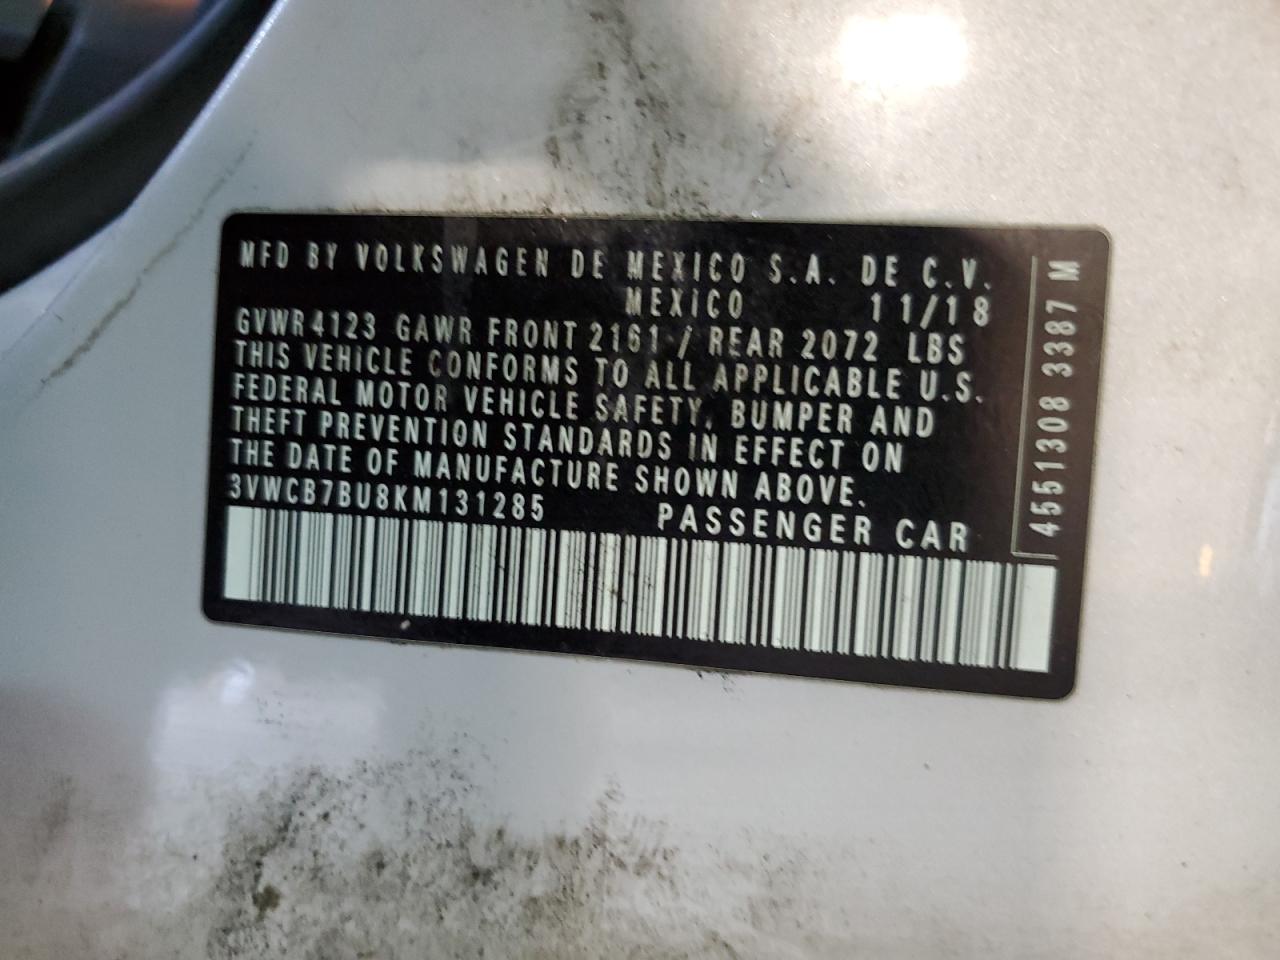 MFD BY VOLKSWAGEN DE MEXICO S.A. DE C.V.
MEXICO 11/18
GVWR4123 GAWR FRONT 2161 / REAR 2072 LBS
THIS VEHICLE CONFORMS TO ALL APPLICABLE U.S.
FEDERAL MOTOR VEHICLE SAFETY, BUMPER AND
THEFT PREVENTION STANDARDS IN EFFECT ON
THE DATE OF MANUFACTURE SHOWN ABOVE.
3VWCB7BU8KM131285 PASSENGER CAR
4551308 3387 M